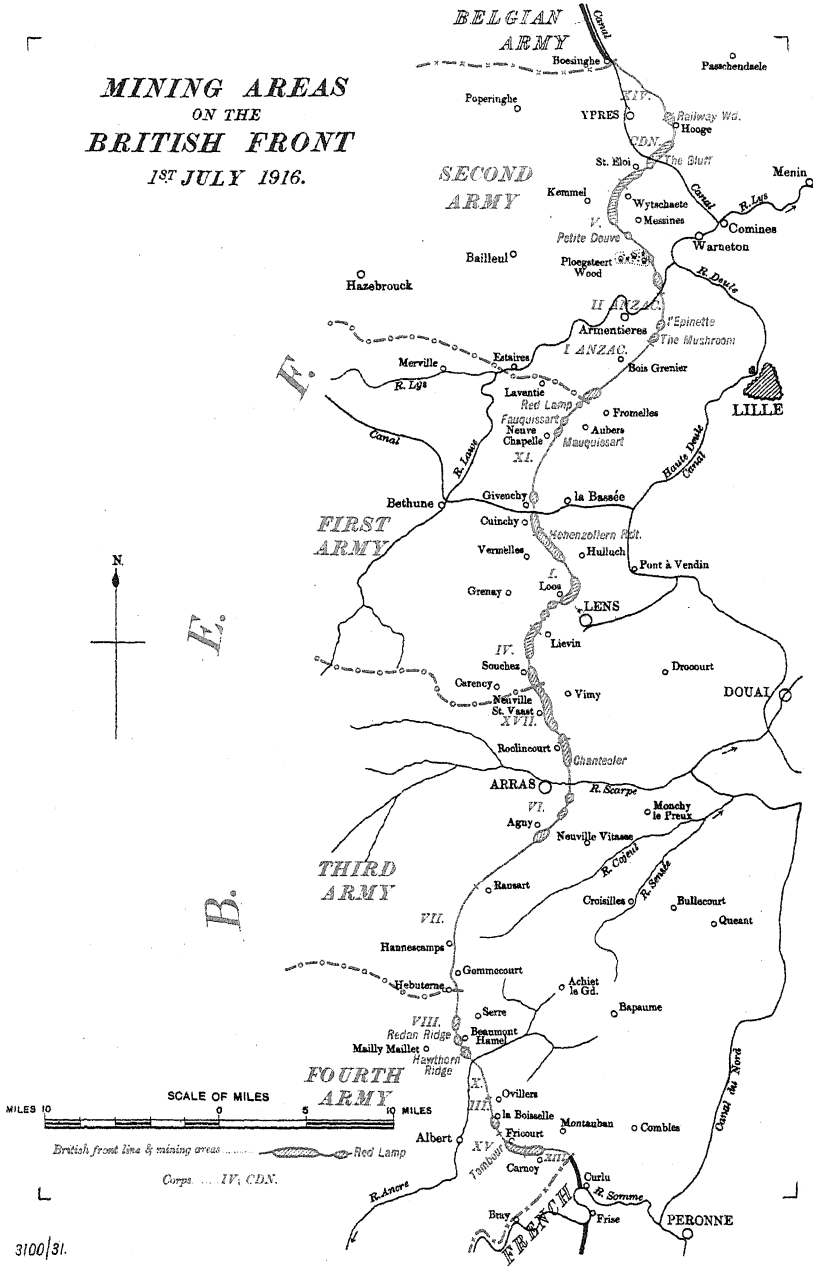 MINING AREAS
ON THE
BRITISH FRONT
1ST JULY 1916.
BELGIAN
ARMY
Canal
Boesinghe
Passchendaele
Poperinghe
XIV.
YPRES
Railway Wd.
Hooge
CDN.
The Bluff
St. Eloi
SECOND
ARMY
Menin
Kemmel
Canal
R. Lys
Wytschaete
V.
Messines
Comines
Petite Douve
Warneton
Bailleul
Ploegsteert
Wood
Hazebrouck
R. Deule
II ANZAC.
Armentieres
l'Epinette
The Mushroom
I ANZAC.
Bois Grenier
Estaires
Merville
R. Lys
Laventie
LILLE
F.
Red Lamp
Fauquissart
Fromelles
Neuve
Chapelle
Aubers
Mauquissart
Canal
R. Lawe
XI.
Haute Deule
Canal
Bethune
Givenchy
la Bassée
FIRST
ARMY
Cuinchy
Hohenzollern Rdt.
Vermelles
Hulluch
N.
Pont à Vendin
I.
Loos
Grenay
LENS
E.
Lievin
IV.
Souchez
Drocourt
Carency
Vimy
DOUAI
Neuville
St. Vaast
XVII.
Roclincourt
Chantecler
ARRAS
R. Scarpe
VI.
Monchy
le Preux
Agny
Neuville Vitasse
R. Cojeul
THIRD
ARMY
R. Sensée
Ransart
Croisilles
Bullecourt
B.
VII.
Queant
Hannescamps
Gommecourt
Hebuterne
Achiet
le Gd.
Serre
Bapaume
VIII.
Redan Ridge
Beaumont
Hamel
Mailly Maillet
Hawthorn
Ridge
Canal du Nord
FOURTH
ARMY
X.
III.
Ovillers
la Boisselle
SCALE OF MILES
MILES 10 5 0 5 10 MILES
Albert
Montauban
Combles
Fricourt
XV.
Tambour
British front line & mining areas ........ Red Lamp
Carnoy
XIII.
Corps. .....IV; CDN.
Curlu
R. Ancre
R. Somme
Bray
FRENCH
Frise
PERONNE
3100/31.